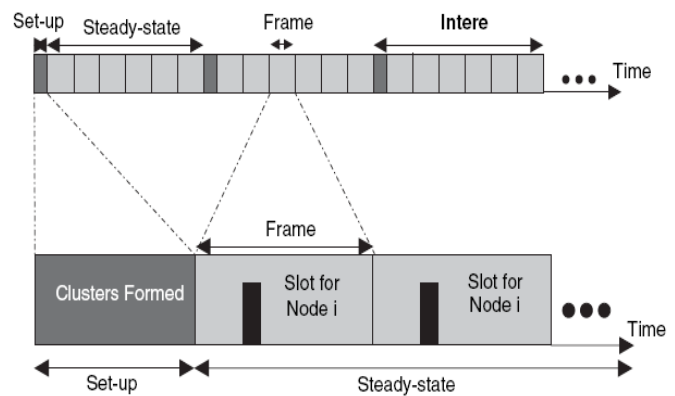 Set-up
Steady-state
Frame
Intere
Time
Frame
Clusters Formed
Slot for
Node i
Slot for
Node i
Time
Set-up
Steady-state